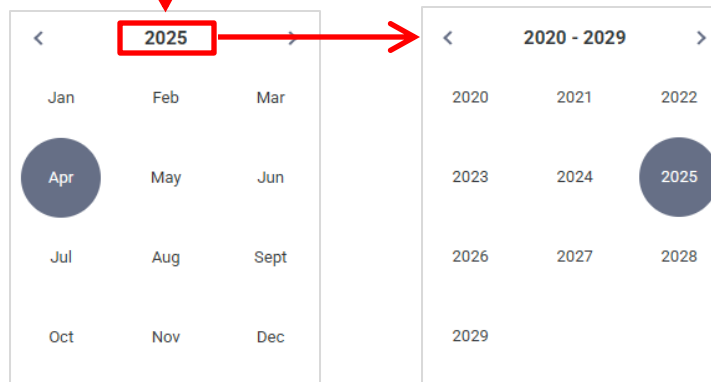 2025
Jan Feb Mar
Apr May Jun
Jul Aug Sept
Oct Nov Dec
2020 - 2029
2020 2021 2022
2023 2024 2025
2026 2027 2028
2029